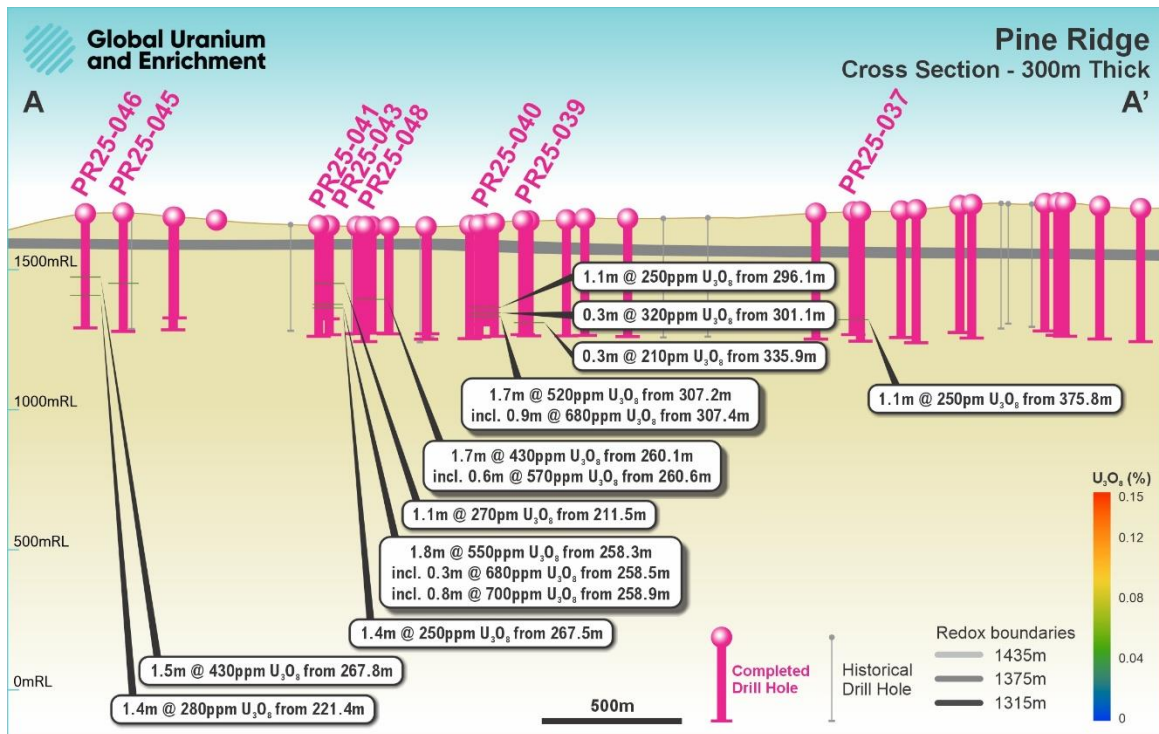 Global Uranium
and Enrichment
Pine Ridge
Cross Section - 300m Thick
A
A'
PR25-046
PR25-045
PR25-041
PR25-043
PR25-048
PR25-040
PR25-039
PR25-037
1500mRL
1000mRL
500mRL
0mRL
1.1m @ 250ppm U₃O₈ from 296.1m
0.3m @ 320ppm U₃O₈ from 301.1m
0.3m @ 210pm U₃O₈ from 335.9m
1.7m @ 520ppm U₃O₈ from 307.2m
incl. 0.9m @ 680ppm U₃O₈ from 307.4m
1.1m @ 250pm U₃O₈ from 375.8m
1.7m @ 430ppm U₃O₈ from 260.1m
incl. 0.6m @ 570ppm U₃O₈ from 260.6m
1.1m @ 270pm U₃O₈ from 211.5m
1.8m @ 550ppm U₃O₈ from 258.3m
incl. 0.3m @ 680ppm U₃O₈ from 258.5m
incl. 0.8m @ 700ppm U₃O₈ from 258.9m
1.4m @ 250ppm U₃O₈ from 267.5m
1.5m @ 430ppm U₃O₈ from 267.8m
1.4m @ 280ppm U₃O₈ from 221.4m
500m
Completed
Drill Hole
Historical
Drill Hole
Redox boundaries
1435m
1375m
1315m
U₃O₈ (%)
0.15
0.12
0.08
0.04
0